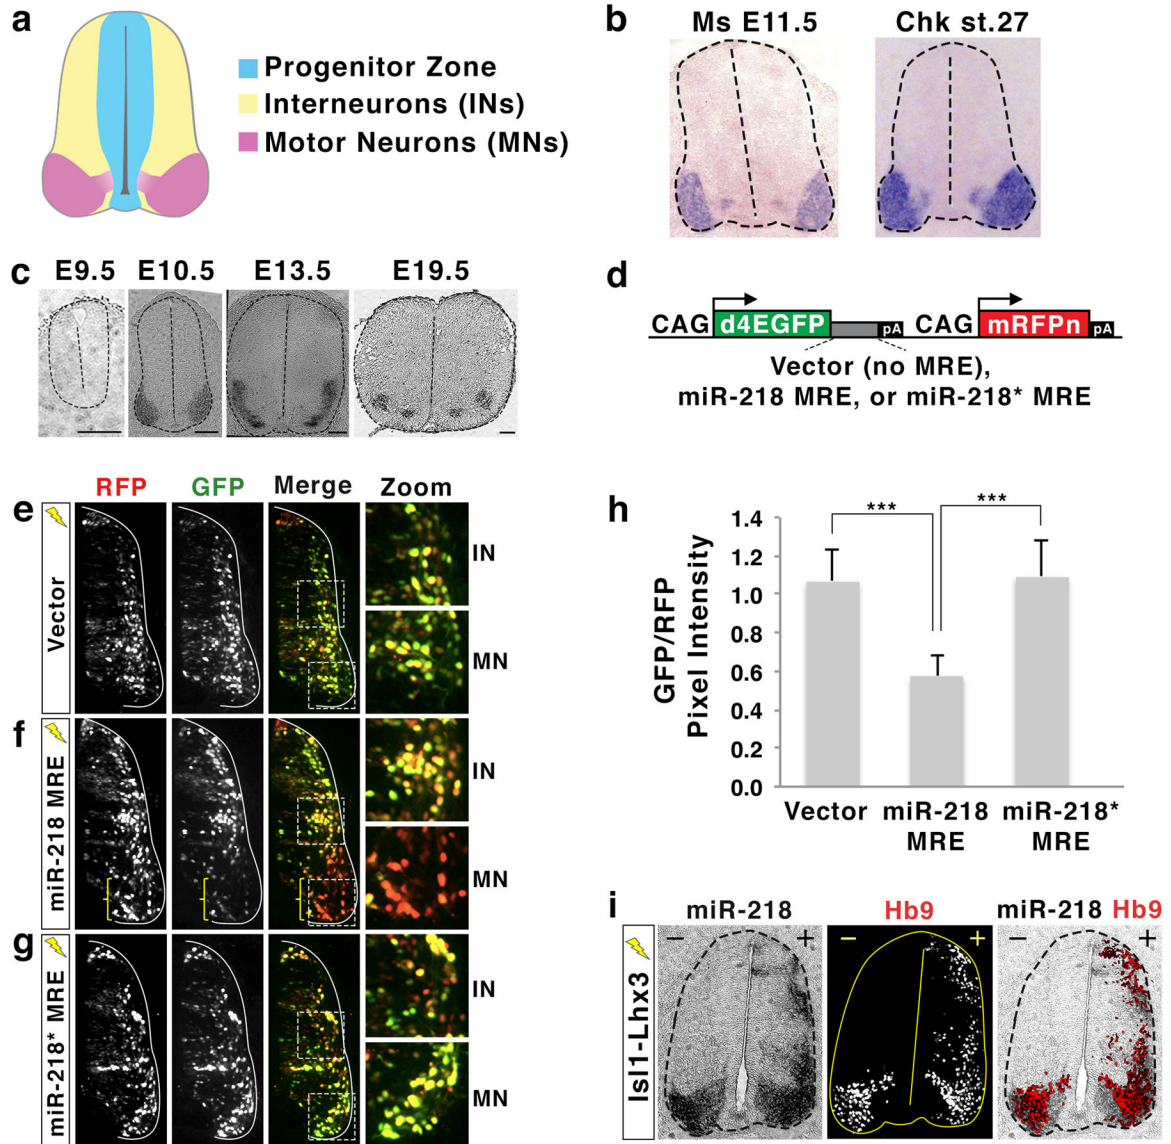 a
Progenitor Zone
Interneurons (INs)
Motor Neurons (MNs)
b
Ms E11.5
Chk st.27
c
E9.5
E10.5
E13.5
E19.5
d
CAG
d4EGFP
pA
CAG
mRFPn
pA
Vector (no MRE),
miR-218 MRE, or miR-218* MRE
RFP
GFP
Merge
Zoom
e
Vector
IN
MN
f
miR-218 MRE
IN
MN
g
miR-218* MRE
IN
MN
h
GFP/RFP
Pixel Intensity
1.4
1.2
1.0
0.8
0.6
0.4
0.2
0.0
***
***
Vector
miR-218
MRE
miR-218*
MRE
i
Isl1-Lhx3
miR-218
− +
Hb9
− +
miR-218 Hb9
− +